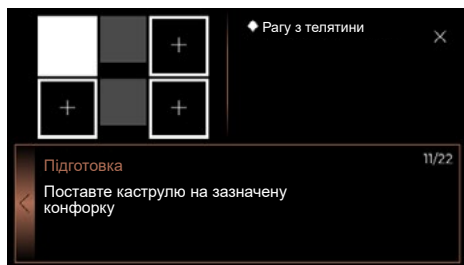 Рагу з телятини
Підготовка
11/22
Поставте каструлю на зазначену
конфорку